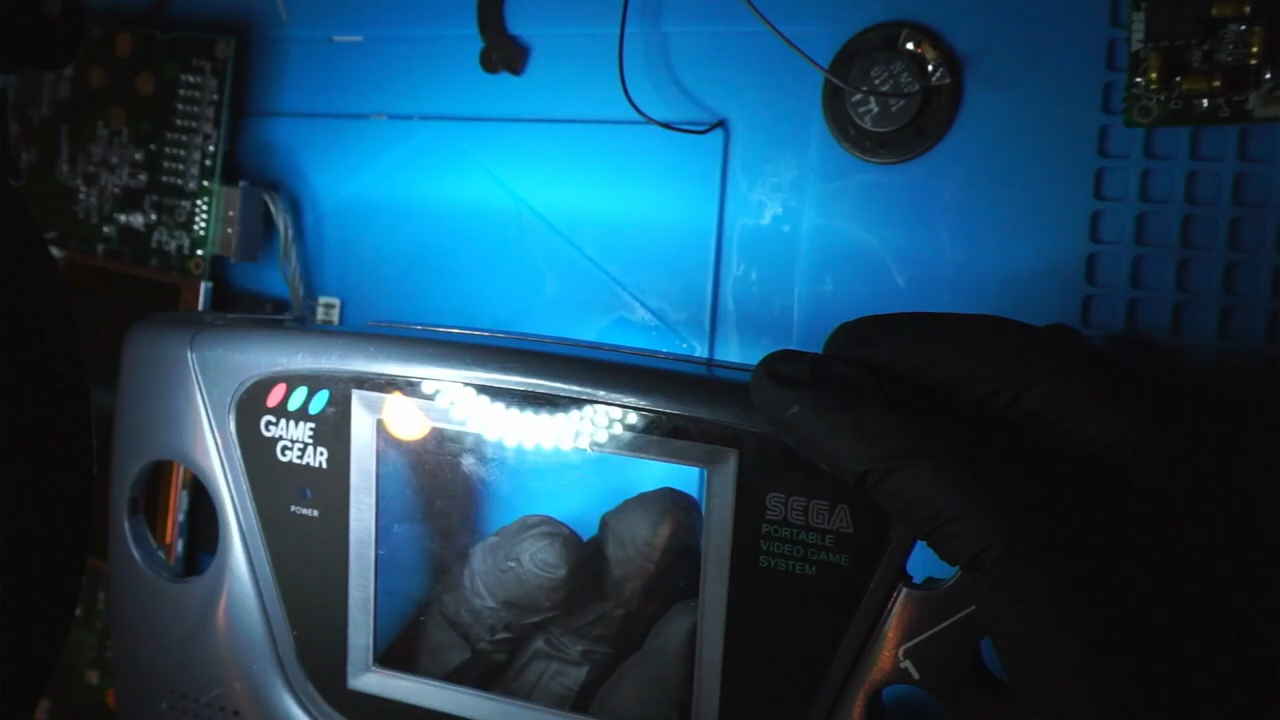 GAME
GEAR
POWER
SEGA
PORTABLE
VIDEO GAME
SYSTEM